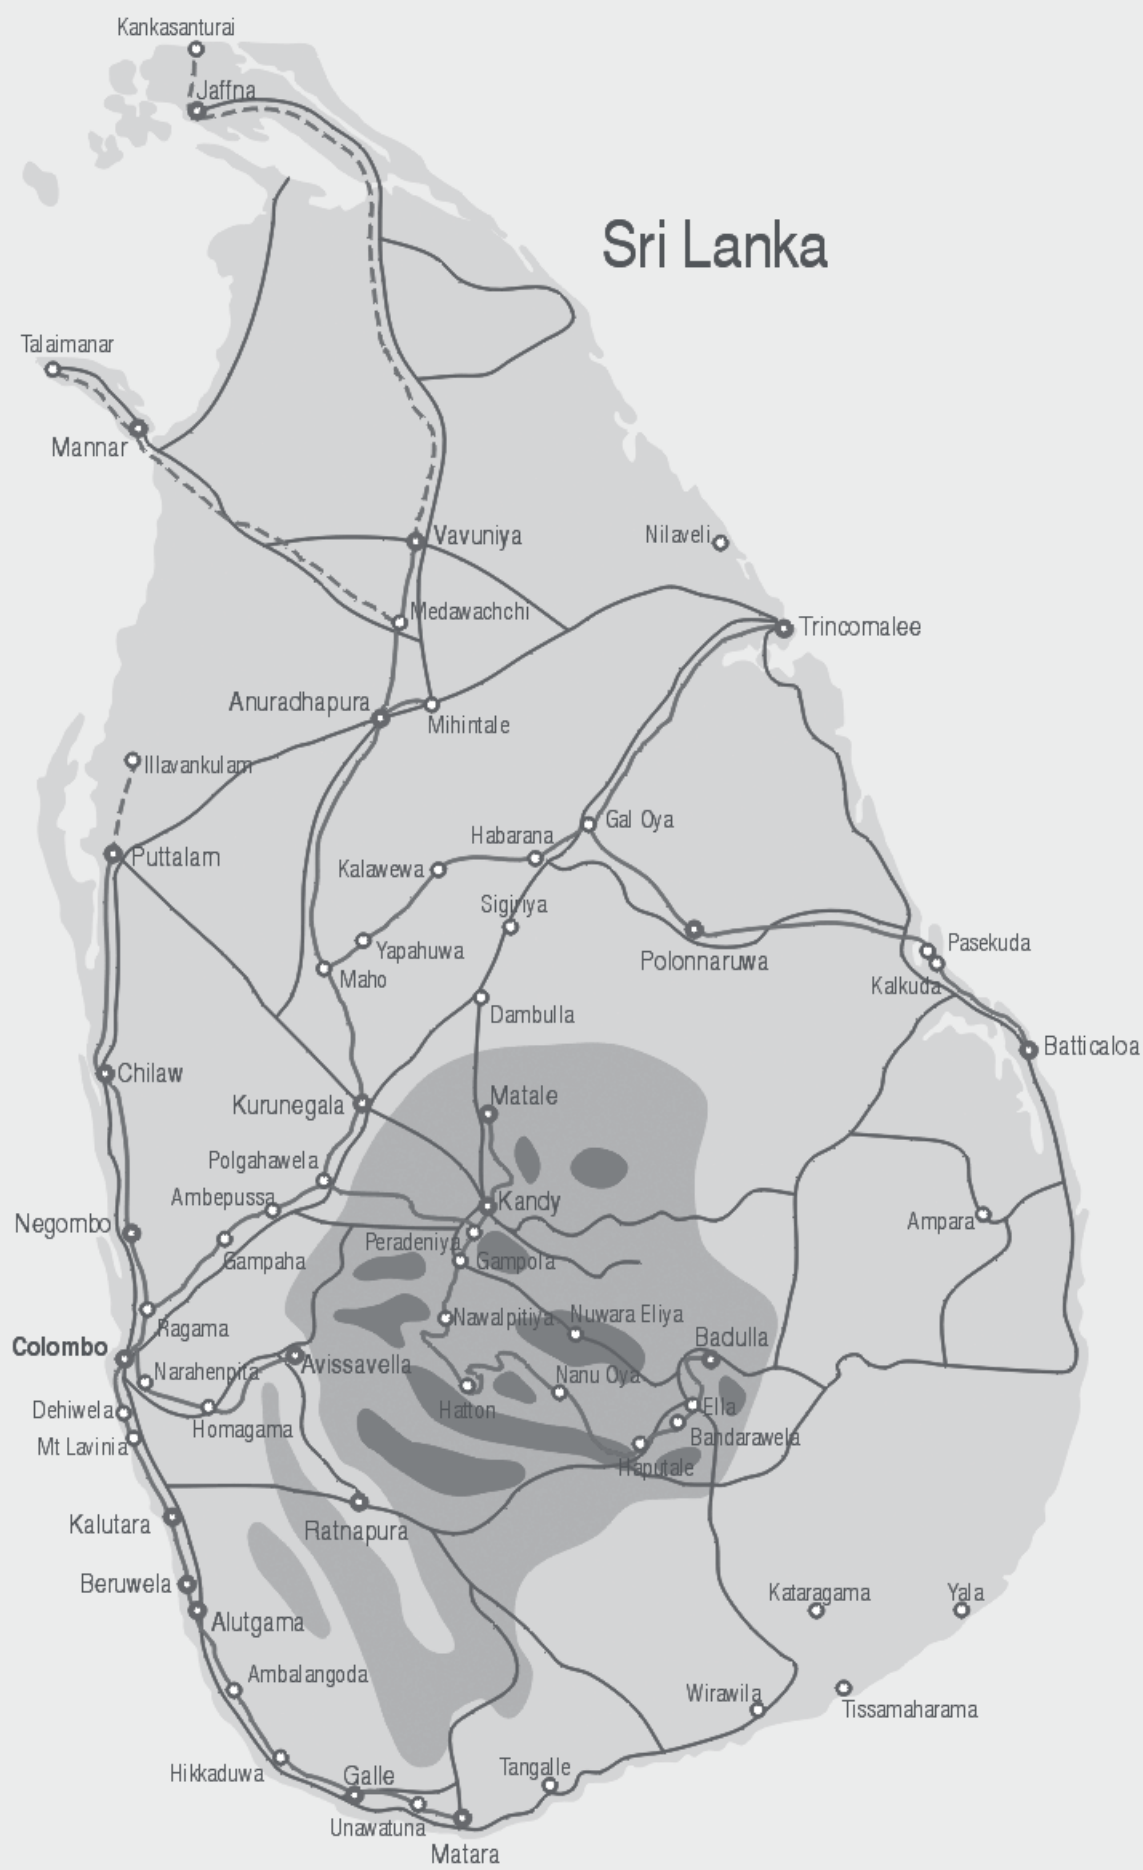 Kankasanturai
Jaffna
Sri Lanka
Talaimanar
Mannar
Nilaveli
Vavuniya
Medawachchi
Trincomalee
Anuradhapura
Mihintale
Illavankulam
Gal Oya
Habarana
Puttalam
Kalawewa
Sigiriya
Pasekuda
Yapahuwa
Polonnaruwa
Maho
Kalkuda
Dambulla
Batticaloa
Chilaw
Matale
Kurunegala
Polgahawela
Ambepussa
Kandy
Negombo
Ampara
Peradeniya
Gampaha
Gampola
Nawalpitiya
Nuwara Eliya
Ragama
Badulla
Colombo
Avissavella
Narahenpita
Nanu Oya
Ella
Dehiwela
Hatton
Homagama
Bandarawela
Mt Lavinia
Haputale
Kalutara
Ratnapura
Beruwela
Kataragama
Yala
Alutgama
Ambalangoda
Wirawila
Tissamaharama
Hikkaduwa
Galle
Tangalle
Unawatuna
Matara